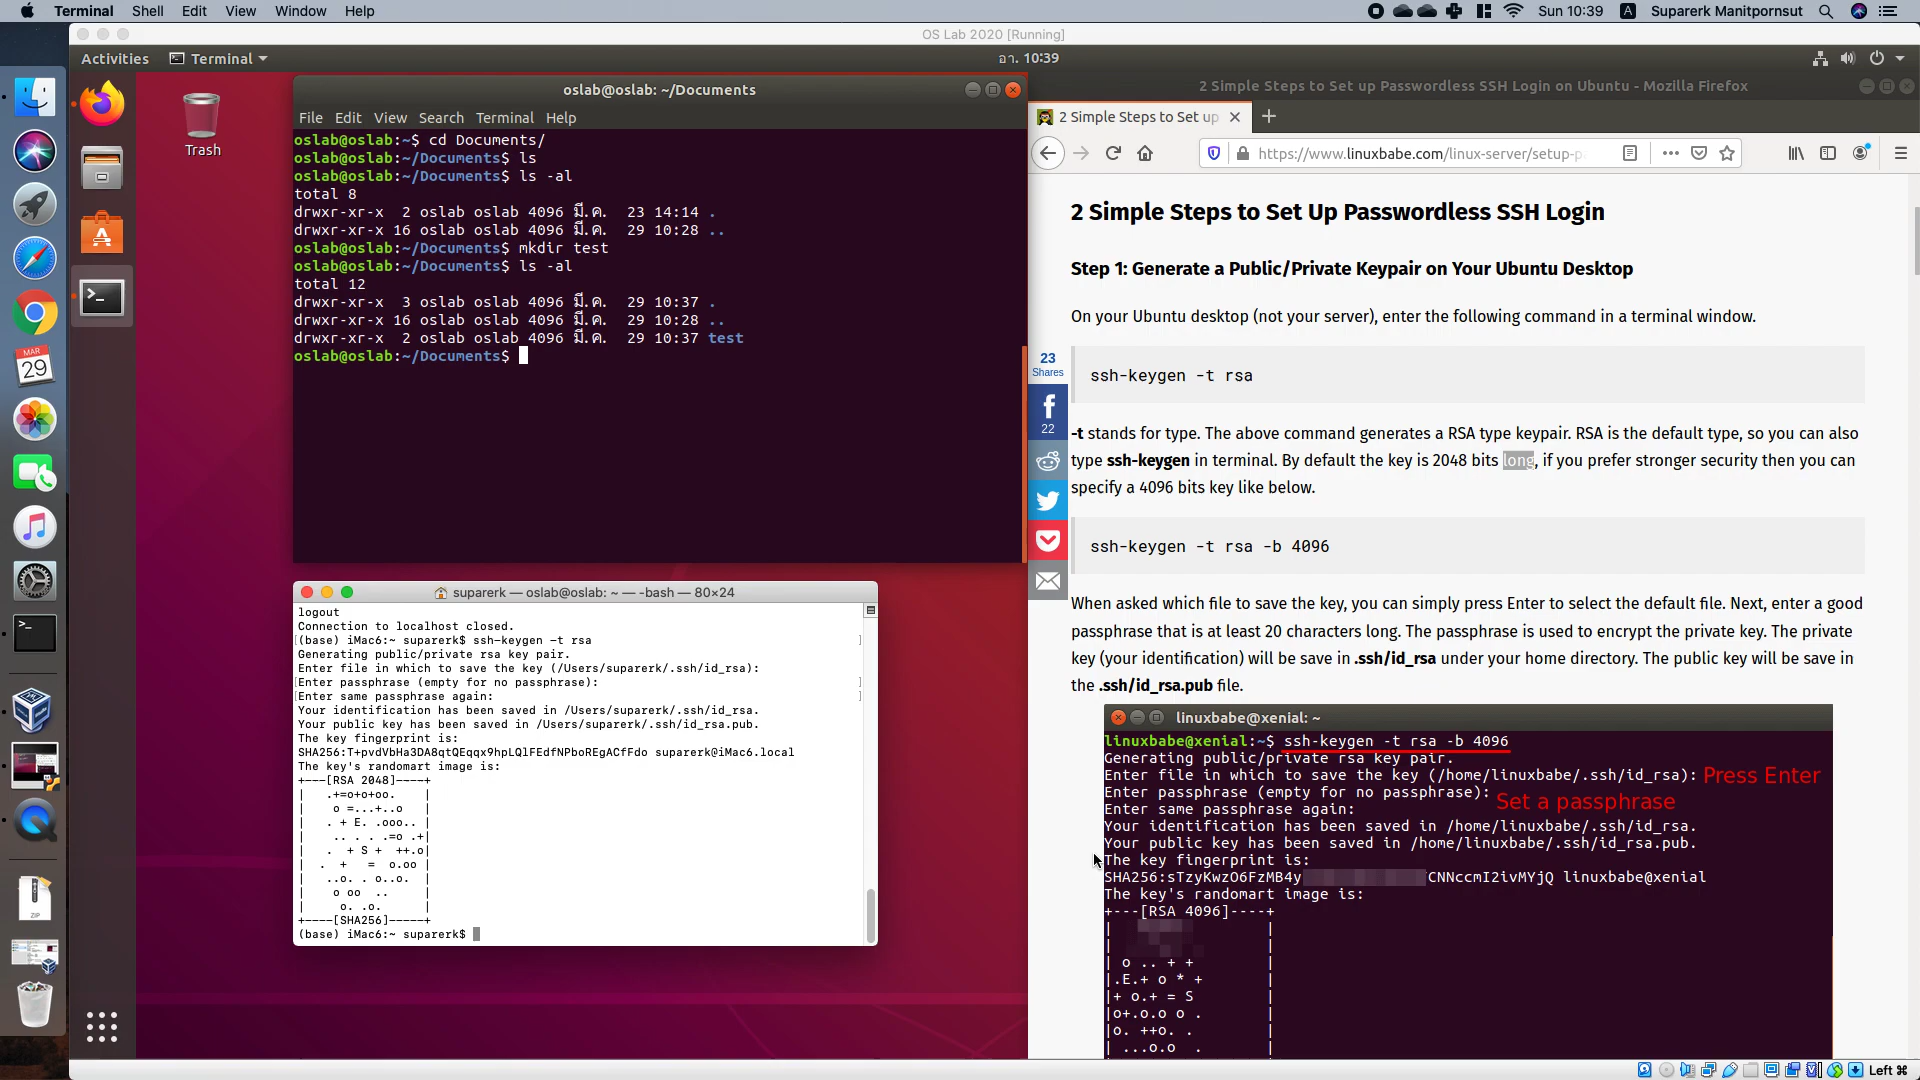 Terminal Shell Edit View Window Help
Sun 10:39 A Suparerk Manitpornsut
OS Lab 2020 [Running]
Activities Terminal
อา. 10:39
Trash
oslab@oslab: ~/Documents
File Edit View Search Terminal Help
oslab@oslab:~$ cd Documents/
oslab@oslab:~/Documents$ ls
oslab@oslab:~/Documents$ ls -al
total 8
drwxr-xr-x  2 oslab oslab 4096 มี.ค.  23 14:14 .
drwxr-xr-x 16 oslab oslab 4096 มี.ค.  29 10:28 ..
oslab@oslab:~/Documents$ mkdir test
oslab@oslab:~/Documents$ ls -al
total 12
drwxr-xr-x  3 oslab oslab 4096 มี.ค.  29 10:37 .
drwxr-xr-x 16 oslab oslab 4096 มี.ค.  29 10:28 ..
drwxr-xr-x  2 oslab oslab 4096 มี.ค.  29 10:37 test
oslab@oslab:~/Documents$
suparerk — oslab@oslab: ~ — -bash — 80×24
logout
Connection to localhost closed.
(base) iMac6:~ suparerk$ ssh-keygen -t rsa
Generating public/private rsa key pair.
Enter file in which to save the key (/Users/suparerk/.ssh/id_rsa):
Enter passphrase (empty for no passphrase):
Enter same passphrase again:
Your identification has been saved in /Users/suparerk/.ssh/id_rsa.
Your public key has been saved in /Users/suparerk/.ssh/id_rsa.pub.
The key fingerprint is:
SHA256:T+pvdVbHa3DA8qtQEqqx9hpLQlFEdfNPboREgACfFdo suparerk@iMac6.local
The key's randomart image is:
+---[RSA 2048]----+
|   .+=o+o+oo.    |
|    o =...+..o   |
|   . + E. .ooo.. |
|    .. . . .=o .+|
|     .  + S +  ++.o|
|  .  +   =  o.oo |
|   ..o. . o..o.  |
|    o oo  ..     |
|     o. .o.      |
+----[SHA256]-----+
(base) iMac6:~ suparerk$
2 Simple Steps to Set up Passwordless SSH Login on Ubuntu - Mozilla Firefox
2 Simple Steps to Set up
https://www.linuxbabe.com/linux-server/setup-p
2 Simple Steps to Set Up Passwordless SSH Login
Step 1: Generate a Public/Private Keypair on Your Ubuntu Desktop
On your Ubuntu desktop (not your server), enter the following command in a terminal window.
23
Shares
22
ssh-keygen -t rsa
-t stands for type. The above command generates a RSA type keypair. RSA is the default type, so you can also
type ssh-keygen in terminal. By default the key is 2048 bits long, if you prefer stronger security then you can
specify a 4096 bits key like below.
ssh-keygen -t rsa -b 4096
When asked which file to save the key, you can simply press Enter to select the default file. Next, enter a good
passphrase that is at least 20 characters long. The passphrase is used to encrypt the private key. The private
key (your identification) will be save in .ssh/id_rsa under your home directory. The public key will be save in
the .ssh/id_rsa.pub file.
linuxbabe@xenial: ~
linuxbabe@xenial:~$ ssh-keygen -t rsa -b 4096
Generating public/private rsa key pair.
Enter file in which to save the key (/home/linuxbabe/.ssh/id_rsa): Press Enter
Enter passphrase (empty for no passphrase): Set a passphrase
Enter same passphrase again:
Your identification has been saved in /home/linuxbabe/.ssh/id_rsa.
Your public key has been saved in /home/linuxbabe/.ssh/id_rsa.pub.
The key fingerprint is:
SHA256:sTzyKwzO6FzMB4y CNNccmI2ivMYjQ linuxbabe@xenial
The key's randomart image is:
+---[RSA 4096]----+
| o .. + +        |
|.E.+ o * +       |
|+ o.+ = S        |
|o+.o.o o .       |
|o. ++o. .        |
| ...o.o  .       |
MAR
29
ZIP
Left ⌘